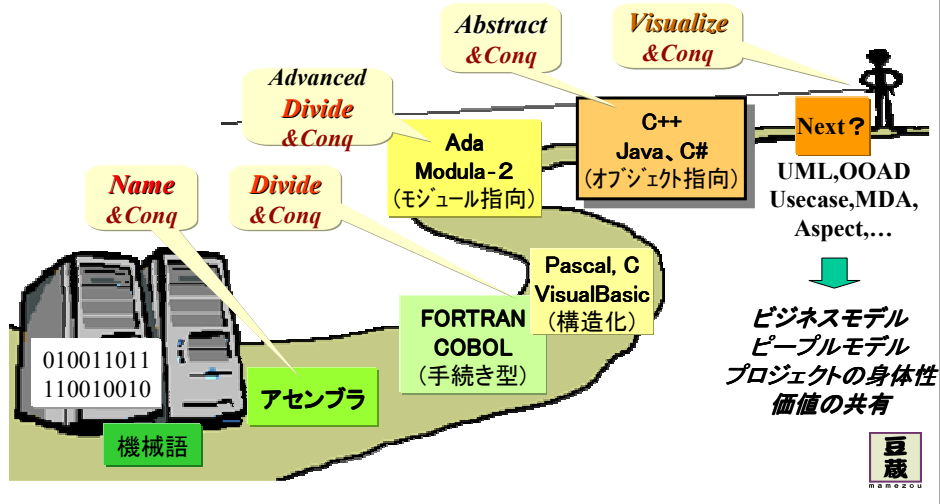 Abstract
&Conq
Visualize
&Conq
Advanced
Divide
&Conq
Name
&Conq
Divide
&Conq
Ada
Modula-2
(モジュール指向)
C++
Java、C#
(オブジェクト指向)
Next？
UML,OOAD
Usecase,MDA,
Aspect,…
Pascal, C
VisualBasic
(構造化)
FORTRAN
COBOL
(手続き型)
010011011
110010010
アセンブラ
機械語
ビジネスモデル
ピープルモデル
プロジェクトの身体性
価値の共有
豆
蔵
mamezou